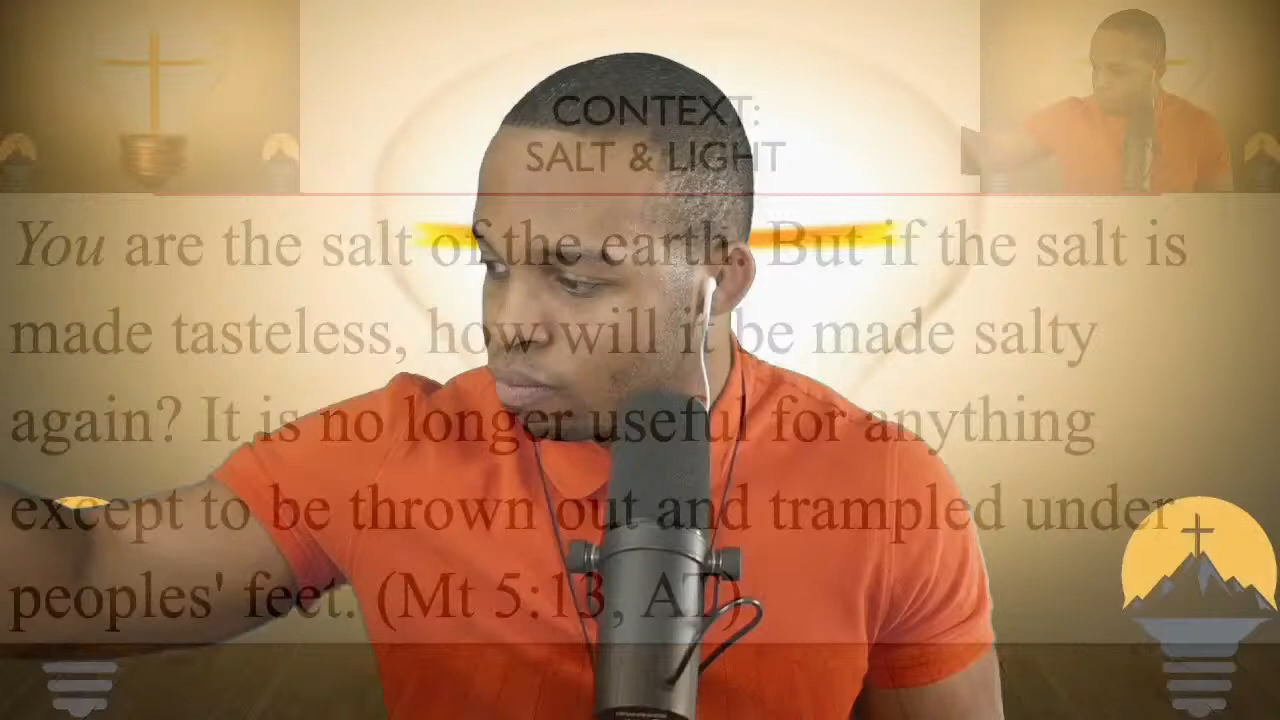 CONTEXT:
SALT & LIGHT
You are the salt of the earth. But if the salt is
made tasteless, how will it be made salty
again? It is no longer useful for anything
except to be thrown out and trampled under
peoples' feet. (Mt 5:13, AT)